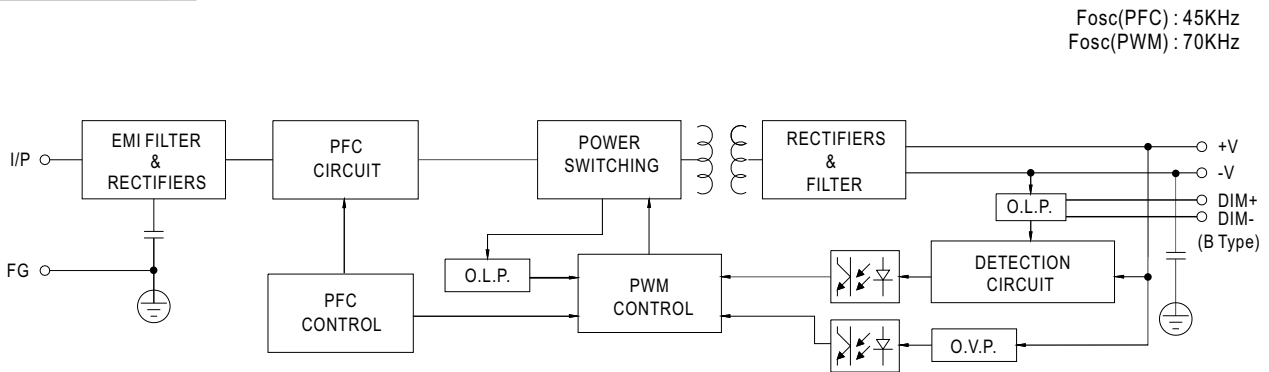 Fosc(PFC) : 45KHz
Fosc(PWM) : 70KHz
I/P
EMI FILTER
&
RECTIFIERS
PFC
CIRCUIT
POWER
SWITCHING
RECTIFIERS
&
FILTER
+V
-V
O.L.P.
DIM+
DIM-
(B Type)
FG
O.L.P.
PFC
CONTROL
PWM
CONTROL
DETECTION
CIRCUIT
O.V.P.